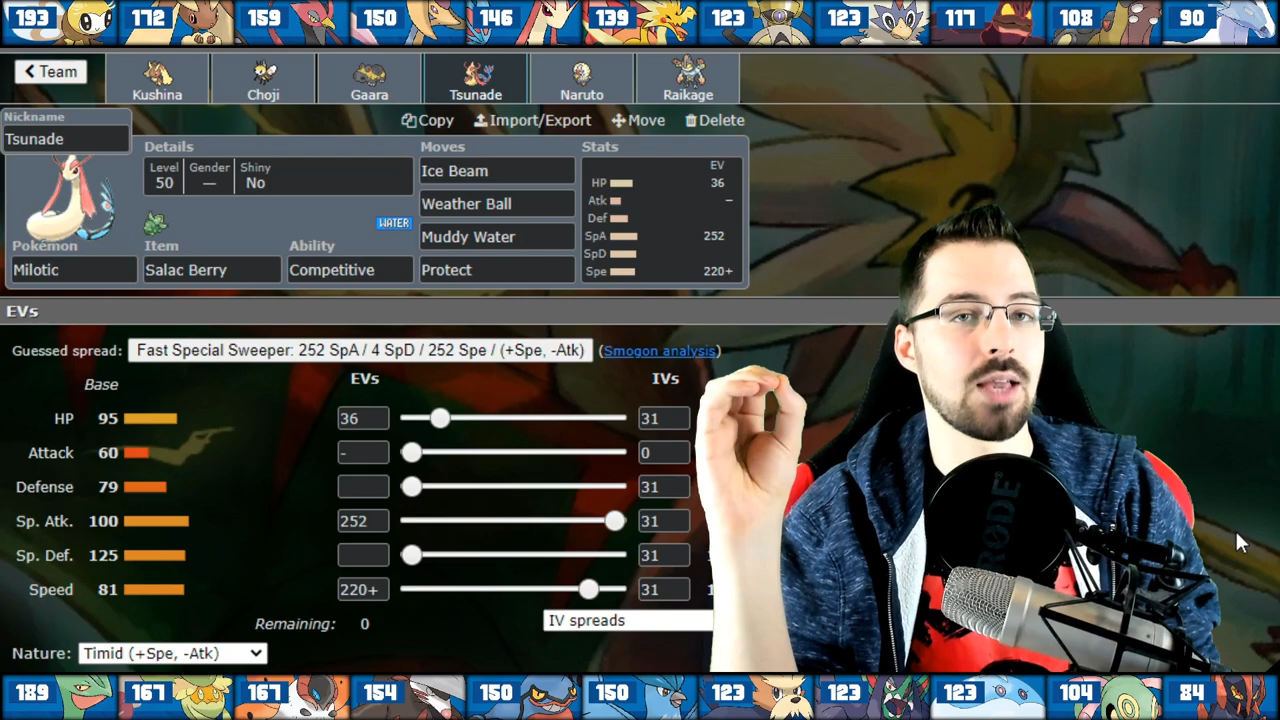 193 172 159 150 146 139 123 123 117 108 90
Team
Kushina Choji Gaara Tsunade Naruto Raikage
Copy Import/Export Move Delete
Nickname
Tsunade
Details Moves Stats
Level Gender Shiny
50 — No
Ice Beam
Weather Ball
Muddy Water
Protect
EV
HP 36
Atk –
Def
SpA 252
SpD
Spe 220+
WATER
Pokémon Item Ability
Milotic Salac Berry Competitive
EVs
Guessed spread: Fast Special Sweeper: 252 SpA / 4 SpD / 252 Spe / (+Spe, -Atk) (Smogon analysis)
Base EVs IVs
HP 95 36 31
Attack 60 - 0
Defense 79 31
Sp. Atk. 100 252 31
Sp. Def. 125 31
Speed 81 220+ 31
Remaining: 0
IV spreads
Nature: Timid (+Spe, -Atk)
RODE
189 167 167 154 150 150 123 123 123 104 84